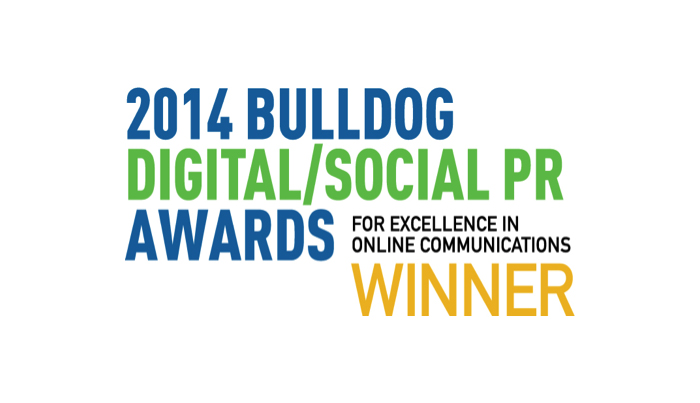 2014 BULLDOG
DIGITAL/SOCIAL PR
AWARDS
FOR EXCELLENCE IN
ONLINE COMMUNICATIONS
WINNER